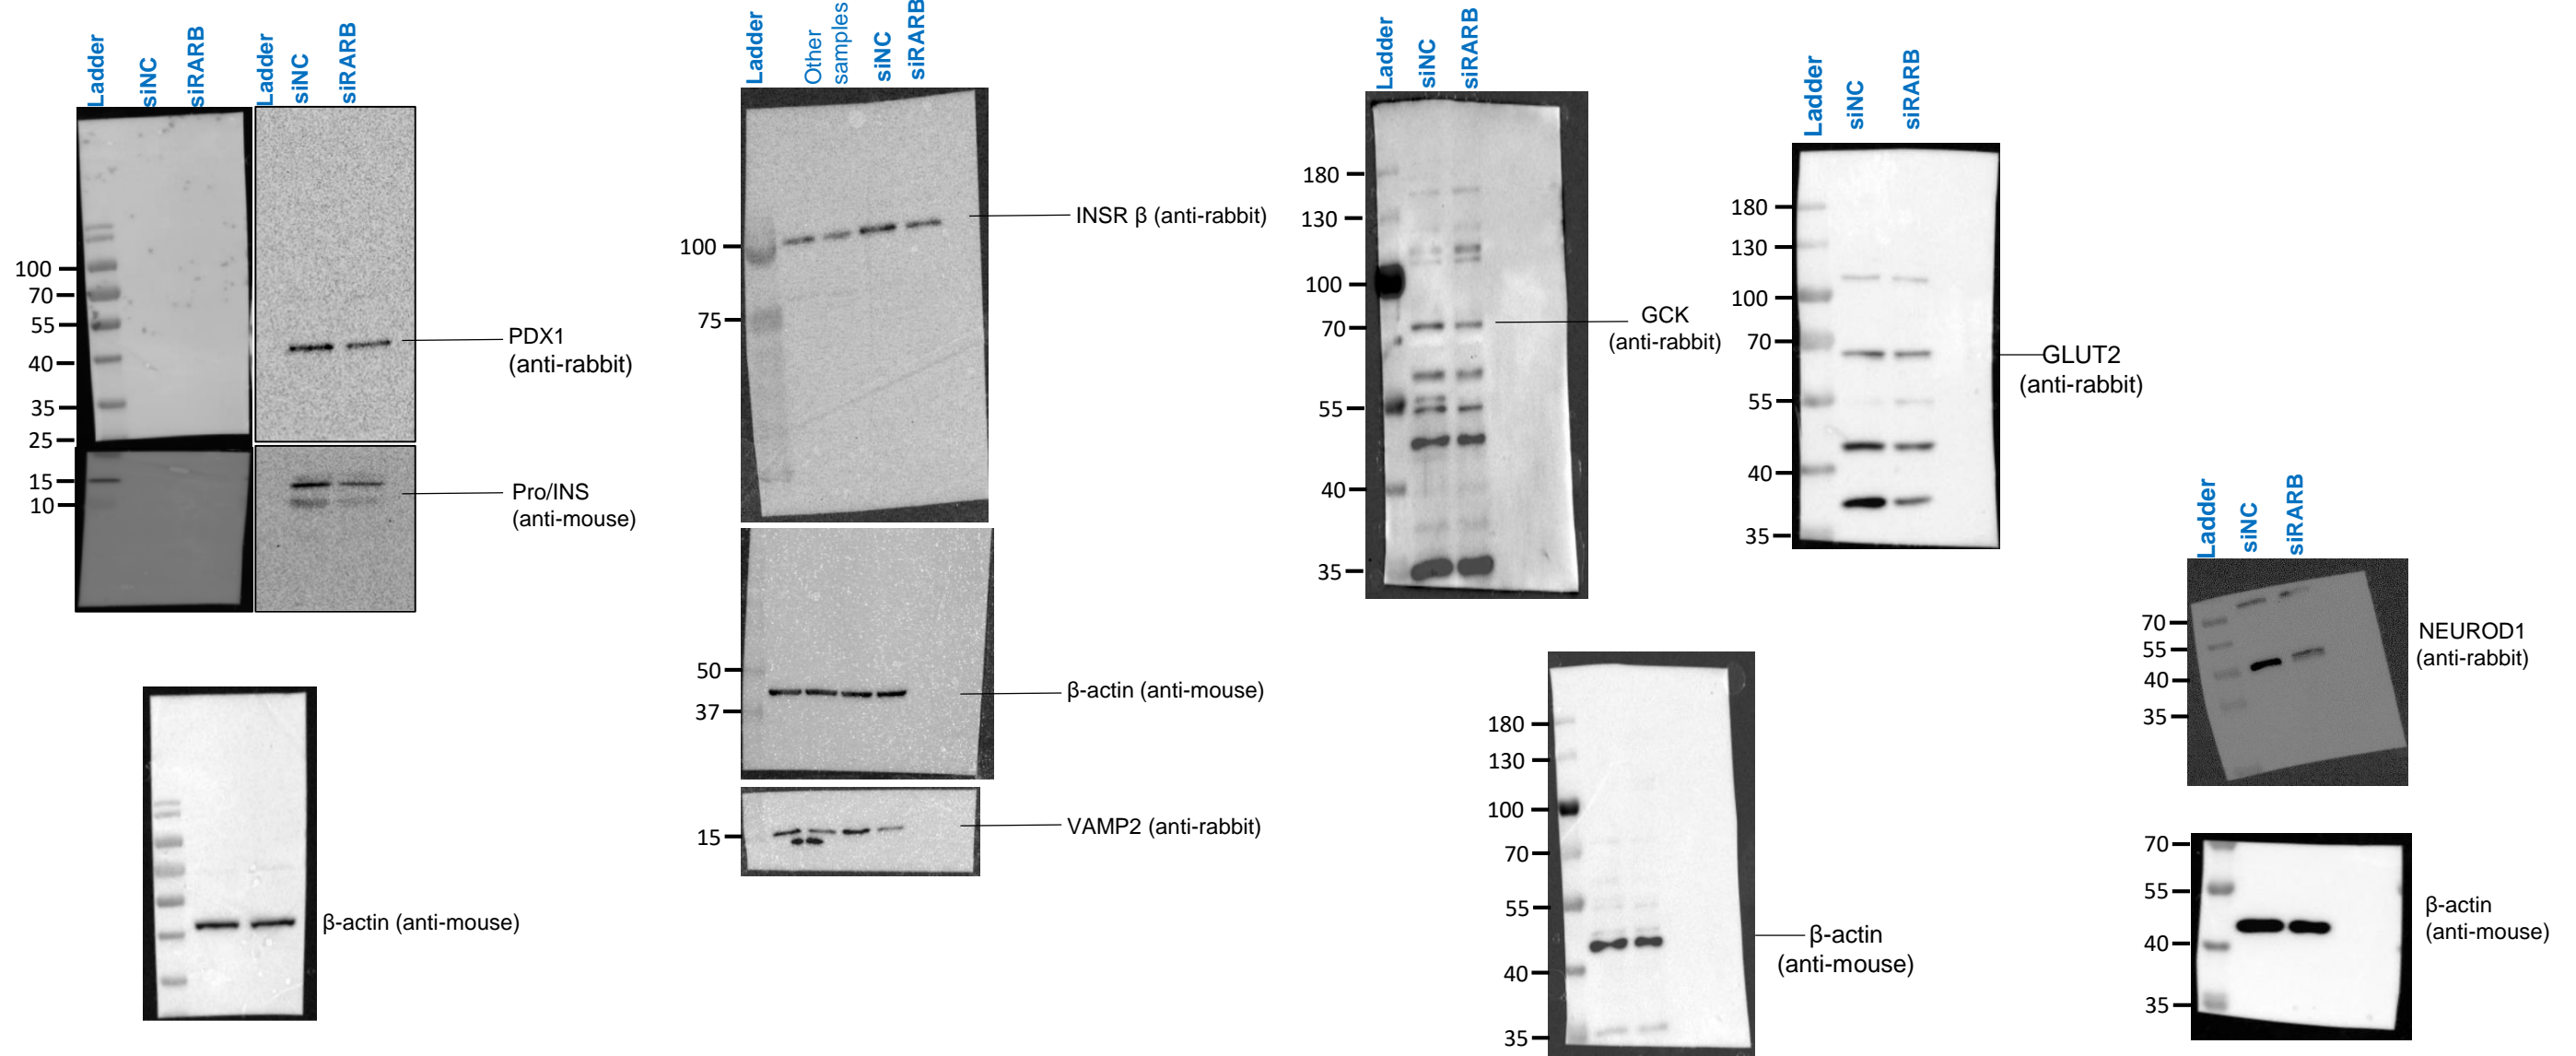 Ladder
siNC
siRARB
Ladder
siNC
siRARB
100
70
55
40
35
25
15
10
PDX1
(anti-rabbit)
Pro/INS
(anti-mouse)
β-actin (anti-mouse)
Ladder
Other
samples
siNC
siRARB
100
75
INSR β (anti-rabbit)
50
37
β-actin (anti-mouse)
15
VAMP2 (anti-rabbit)
Ladder
siNC
siRARB
180
130
100
70
55
40
35
GCK
(anti-rabbit)
180
130
100
70
55
40
35
β-actin
(anti-mouse)
Ladder
siNC
siRARB
180
130
100
70
55
40
35
GLUT2
(anti-rabbit)
Ladder
siNC
siRARB
70
55
40
35
NEUROD1
(anti-rabbit)
70
55
40
35
β-actin
(anti-mouse)